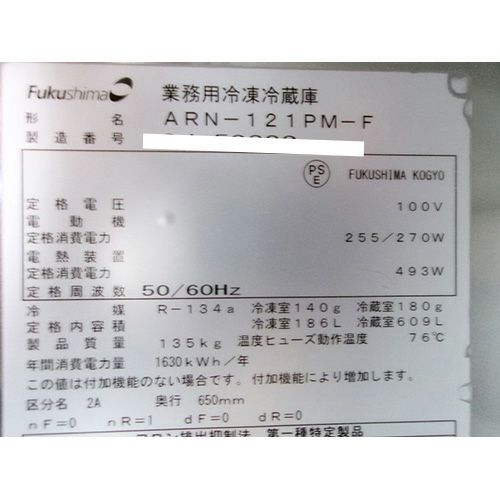 Fukushima 業務用冷凍冷蔵庫
形 名 ARN-121PM-F
製造番号
PS E FUKUSHIMA KOGYO
定格電圧 100V
電動機
定格消費電力 255/270W
電熱装置
定格消費電力 493W
定格周波数 50/60Hz
冷 媒 R-134a 冷凍室140g 冷蔵室180g
定格内容積 冷凍室186L 冷蔵室609L
製品質量 135kg 温度ヒューズ動作温度 76℃
年間消費電力量 1630kWh/年
この値は付加機能のない場合です。付加機能により増加します。
区分名 2A 奥行 650mm
nF=0 nR=1 dF=0 dR=0
フロン排出抑制法 第一種特定製品